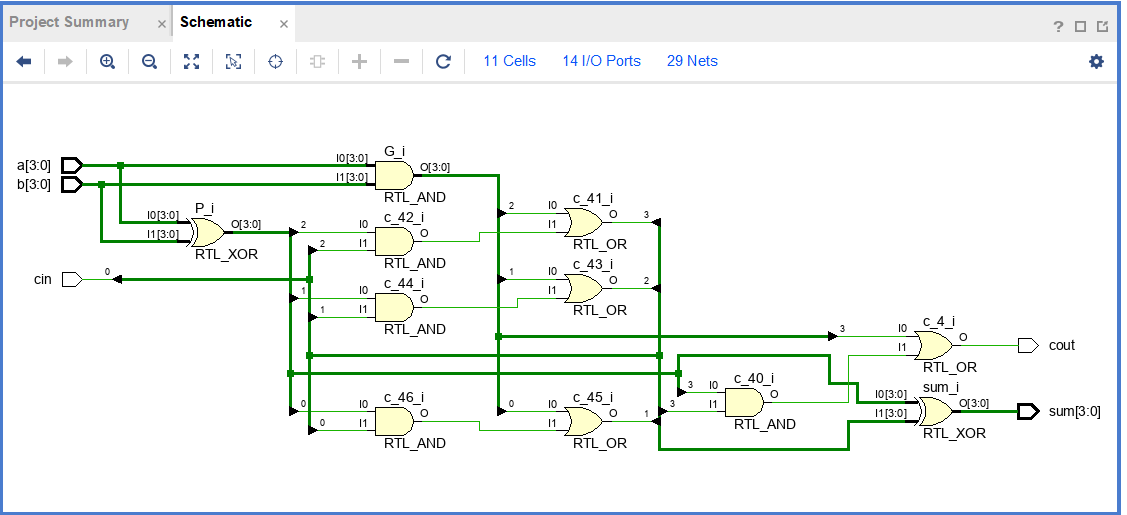 Project Summary × Schematic × ? 
11 Cells 14 I/O Ports 29 Nets
G_i
a[3:0] I0[3:0] O[3:0]
b[3:0] I1[3:0]
RTL_AND
P_i c_41_i
I0[3:0] O[3:0] 2 I0 O 3
I1[3:0] I1
RTL_XOR RTL_OR
c_42_i
2 I0 O
2 I1
RTL_AND
cin 0
c_43_i
1 I0 O 2
I1
RTL_OR
c_44_i
1 I0 O
1 I1
RTL_AND
c_4_i
3 I0 O cout
I1
RTL_OR
c_40_i
3 I0 O
3 I1
RTL_AND
sum_i
I0[3:0] O[3:0] sum[3:0]
I1[3:0]
RTL_XOR
c_46_i c_45_i
0 I0 O 0 I0 O 1
0 I1 I1
RTL_AND RTL_OR